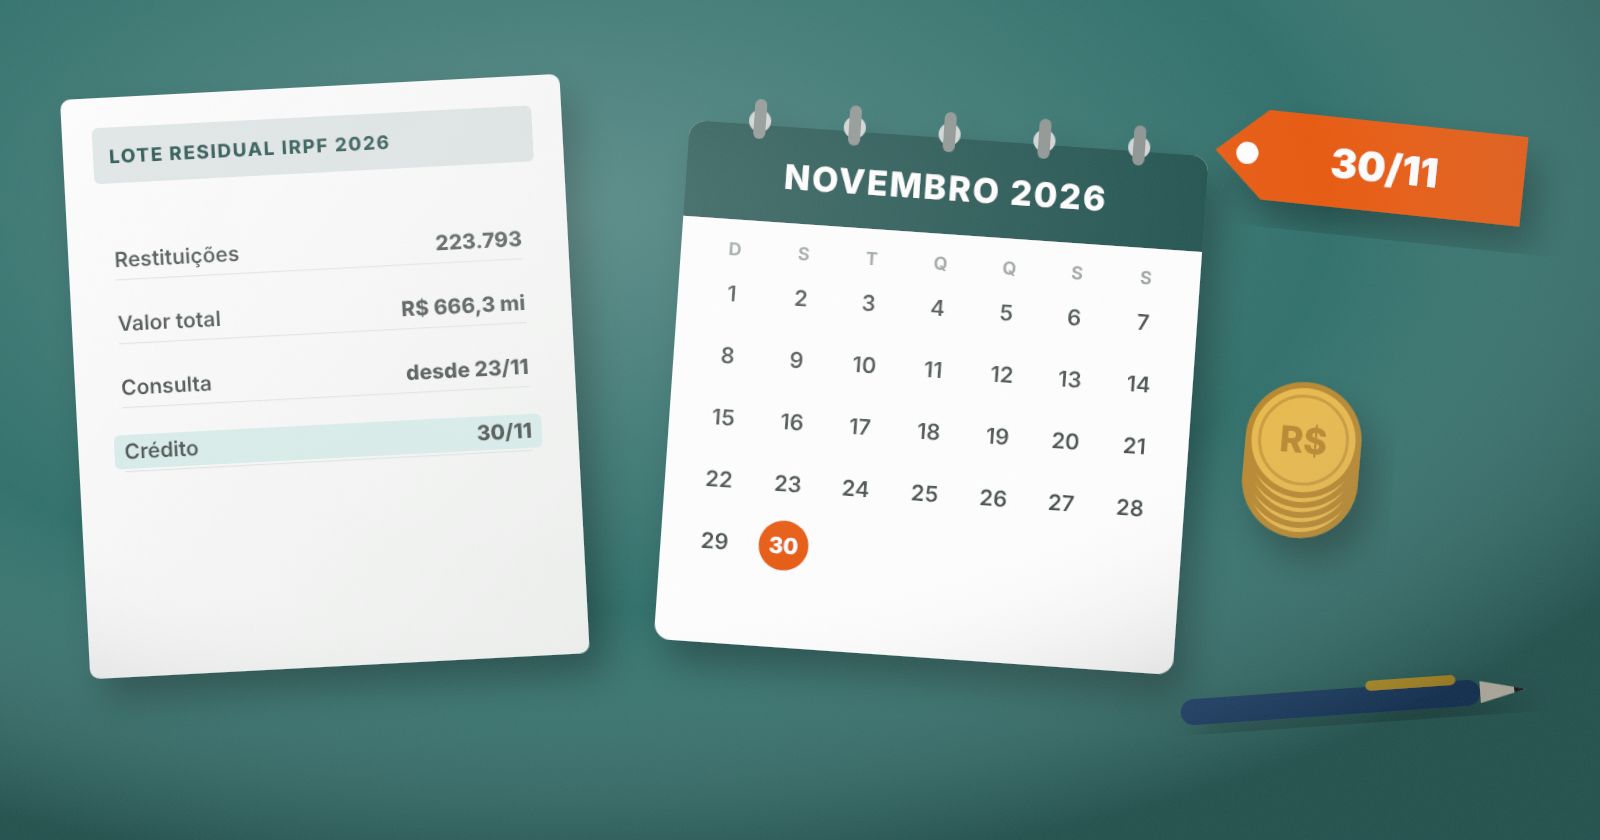 LOTE RESIDUAL IRPF 2026
Restituições 223.793
Valor total R$ 666,3 mi
Consulta desde 23/11
Crédito 30/11
NOVEMBRO 2026
D S T Q Q S S
1 2 3 4 5 6 7
8 9 10 11 12 13 14
15 16 17 18 19 20 21
22 23 24 25 26 27 28
29 30
30/11
R$